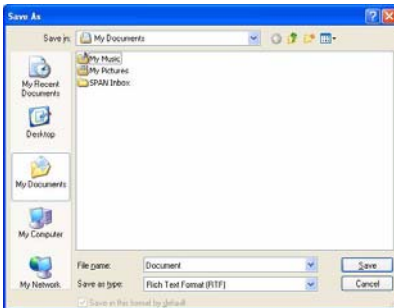 Save As
Save in: My Documents
My Music
My Pictures
SPAN Inbox
My Recent
Documents
Desktop
My Documents
My Computer
My Network
File name: Document Save
Save as type: Rich Text Format (RTF) Cancel
Save in this format by default